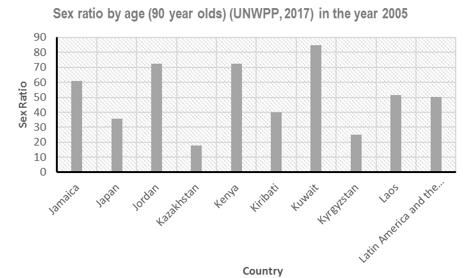 Sex ratio by age (90 year olds) (UNWPP, 2017) in the year 2005
90
80
70
60
50
40
30
20
10
0
Sex Ratio
Jamaica
Japan
Jordan
Kazakhstan
Kenya
Kiribati
Kuwait
Kyrgyzstan
Laos
Latin America and the...
Country